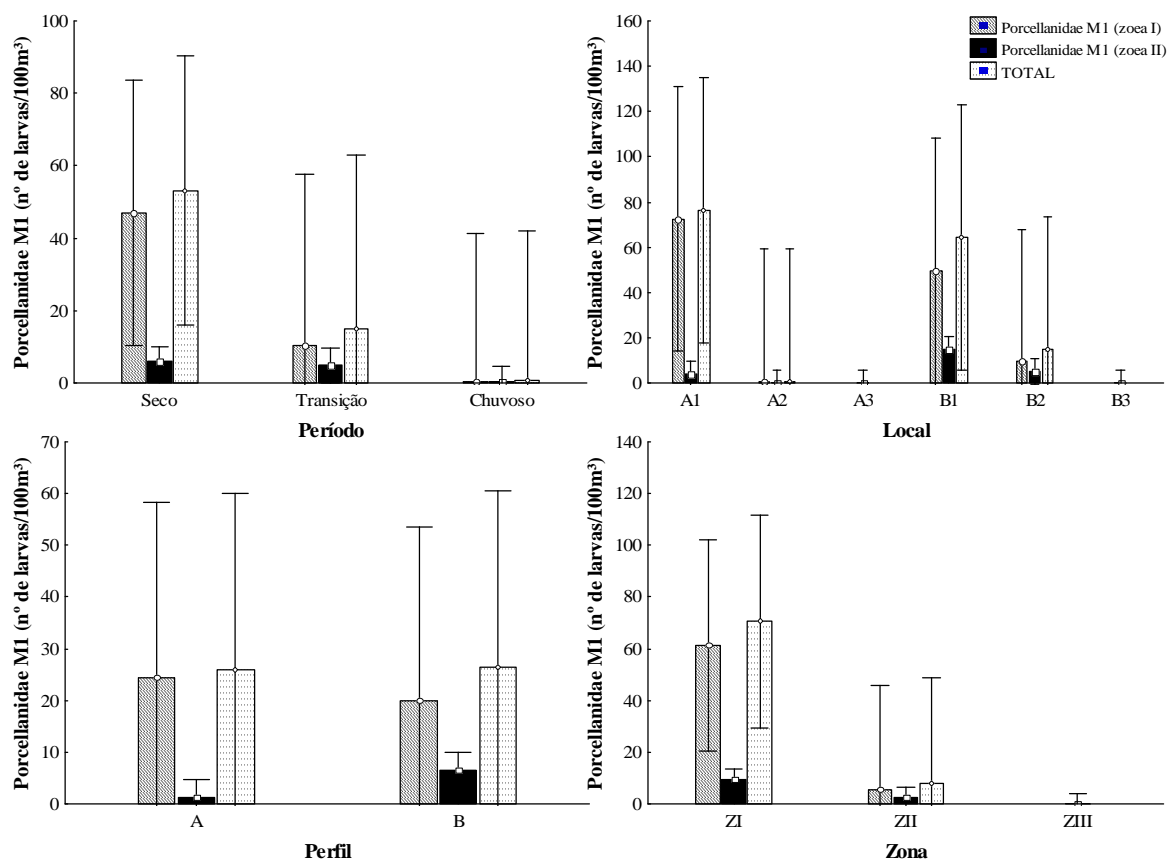 Porcellanidae M1 (nº de larvas/100m³)
100
80
60
40
20
0
Seco Transição Chuvoso
Período
Porcellanidae M1 (nº de larvas/100m³)
160
140
120
100
80
60
40
20
0
Porcellanidae M1 (zoea I)
Porcellanidae M1 (zoea II)
TOTAL
A1 A2 A3 B1 B2 B3
Local
Porcellanidae M1 (nº de larvas/100m³)
70
60
50
40
30
20
10
0
A B
Perfil
Porcellanidae M1 (nº de larvas/100m³)
140
120
100
80
60
40
20
0
ZI ZII ZIII
Zona